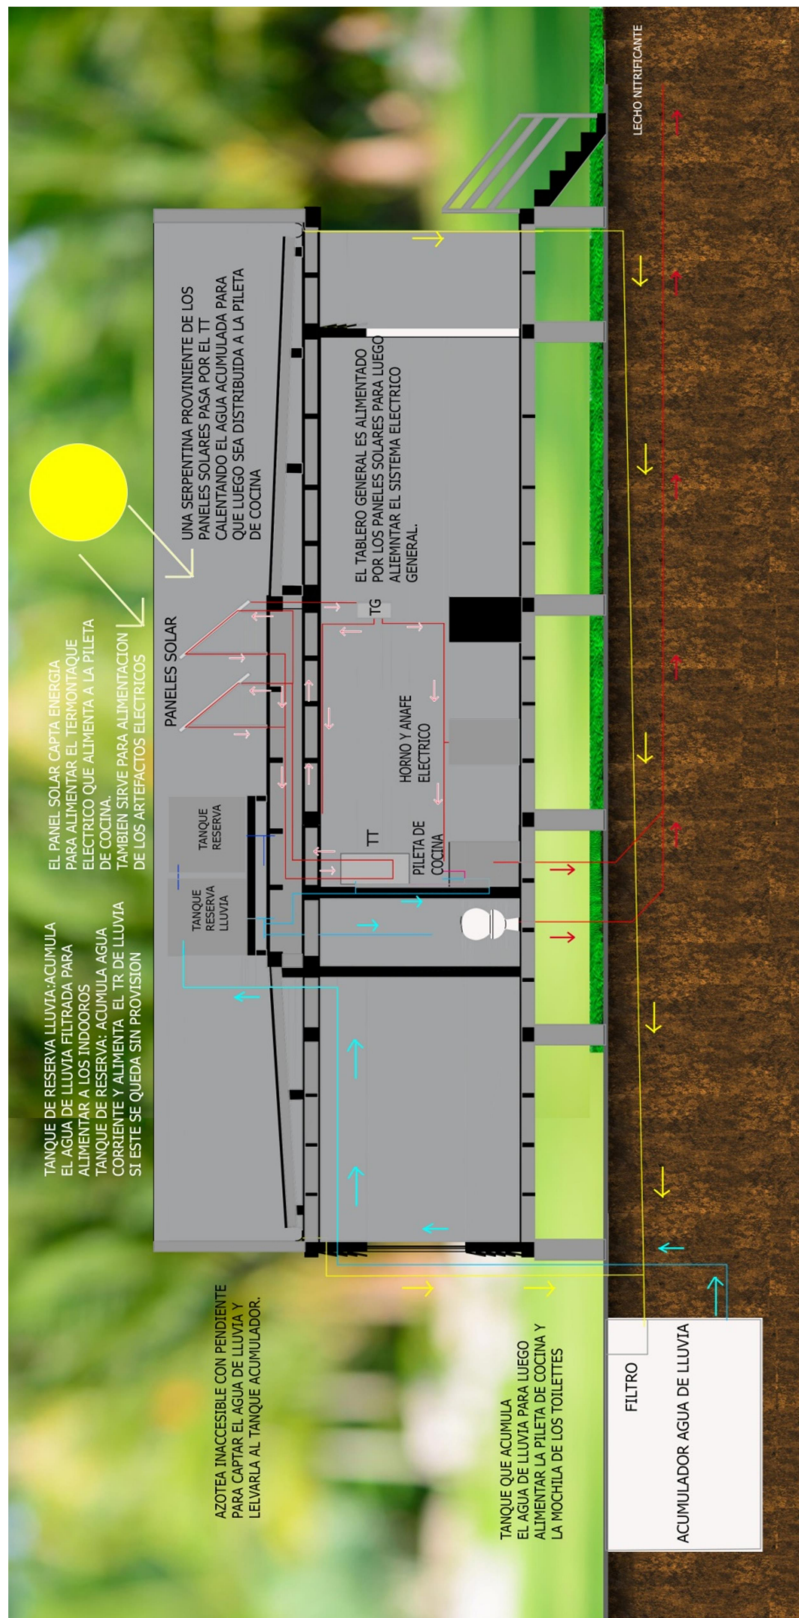 TANQUE DE RESERVA LLUVIA:ACUMULA
EL AGUA DE LLUVIA FILTRADA PARA
ALIMENTAR A LOS INDOOROS
TANQUE DE RESERVA: ACUMULA AGUA
CORRIENTE Y ALIMENTA EL TR DE LLUVIA
SI ESTE SE QUEDA SIN PROVISION
EL PANEL SOLAR CAPTA ENERGIA
PARA ALIMENTAR EL TERMONTAQUE
ELECTRICO QUE ALIMENTA A LA PILETA
DE COCINA.
TAMBIEN SIRVE PARA ALIMENTACION
DE LOS ARTEFACTOS ELECTRICOS
UNA SERPENTINA PROVINIENTE DE LOS
PANELES SOLARES PASA POR EL TT
CALENTANDO EL AGUA ACUMULADA PARA
QUE LUEGO SEA DISTRIBUIDA A LA PILETA
DE COCINA
PANELES SOLAR
TANQUE
RESERVA
LLUVIA
TANQUE
RESERVA
AZOTEA INACCESIBLE CON PENDIENTE
PARA CAPTAR EL AGUA DE LLUVIA Y
LELVARLA AL TANQUE ACUMULADOR.
EL TABLERO GENERAL ES ALIMENTADO
POR LOS PANELES SOLARES PARA LUEGO
ALIEMNTAR EL SISTEMA ELECTRICO
GENERAL.
TT
TG
PILETA DE
COCINA
HORNO Y ANAFE
ELECTRICO
TANQUE QUE ACUMULA
EL AGUA DE LLUVIA PARA LUEGO
ALIMENTAR LA PILETA DE COCINA Y
LA MOCHILA DE LOS TOILETTES
FILTRO
ACUMULADOR AGUA DE LLUVIA
LECHO NITRIFICANTE